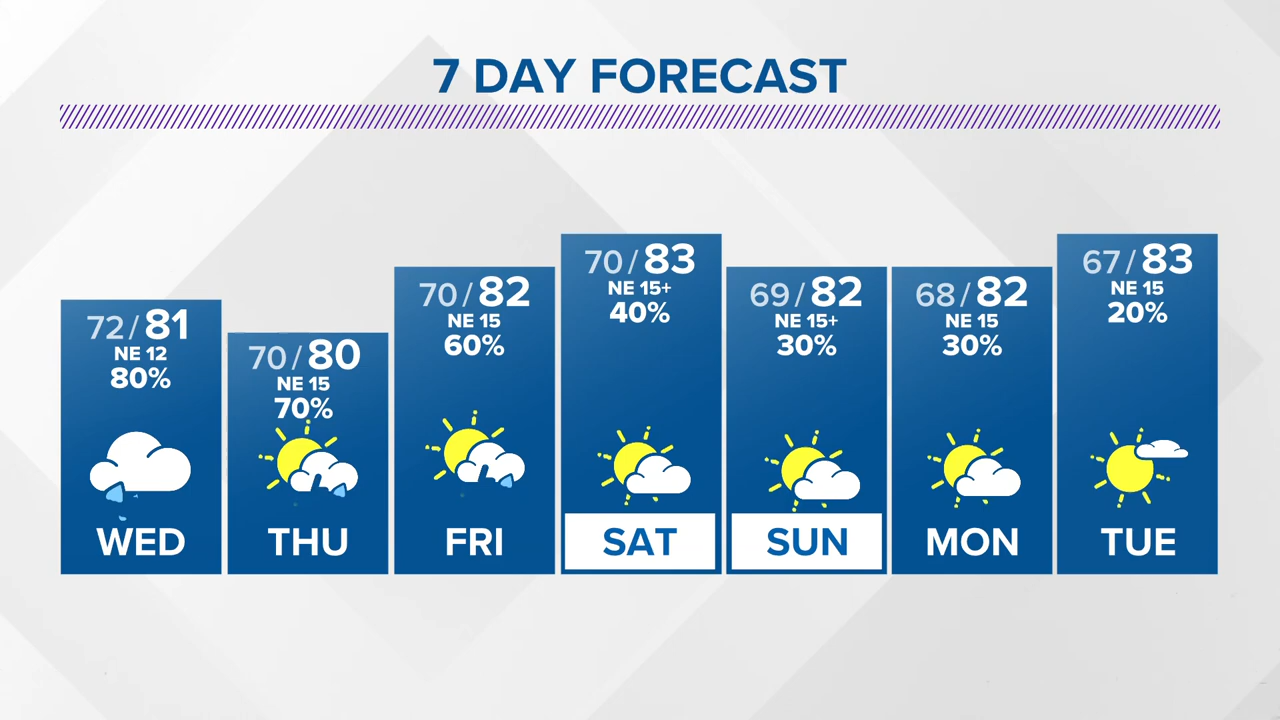 7 DAY FORECAST
72/81
NE 12
80%
WED
70/80
NE 15
70%
THU
70/82
NE 15
60%
FRI
70/83
NE 15+
40%
SAT
69/82
NE 15+
30%
SUN
68/82
NE 15
30%
MON
67/83
NE 15
20%
TUE